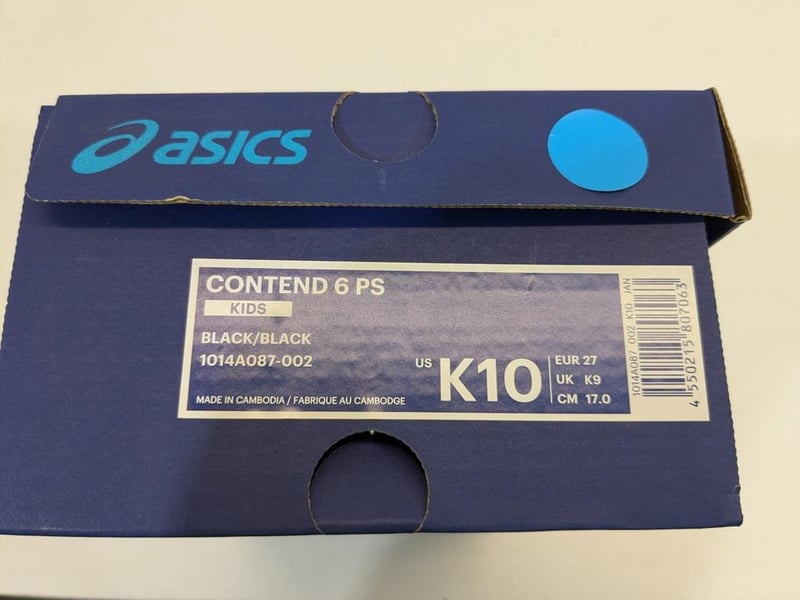 asics
CONTEND 6 PS
KIDS
BLACK/BLACK
1014A087-002
MADE IN CAMBODIA / FABRIQUE AU CAMBODGE
US K10
EUR 27
UK K9
CM 17.0
1014A087 002 K10 JAN
4 550215 807063